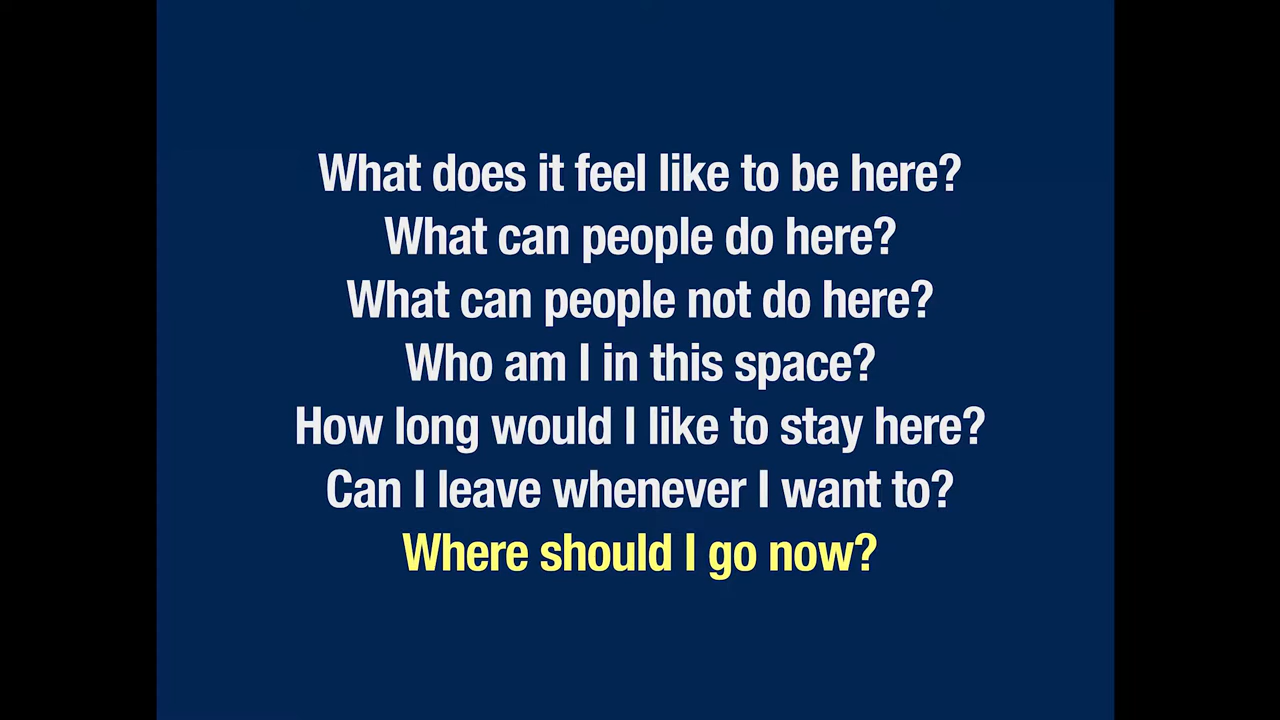 What does it feel like to be here?
What can people do here?
What can people not do here?
Who am I in this space?
How long would I like to stay here?
Can I leave whenever I want to?
Where should I go now?